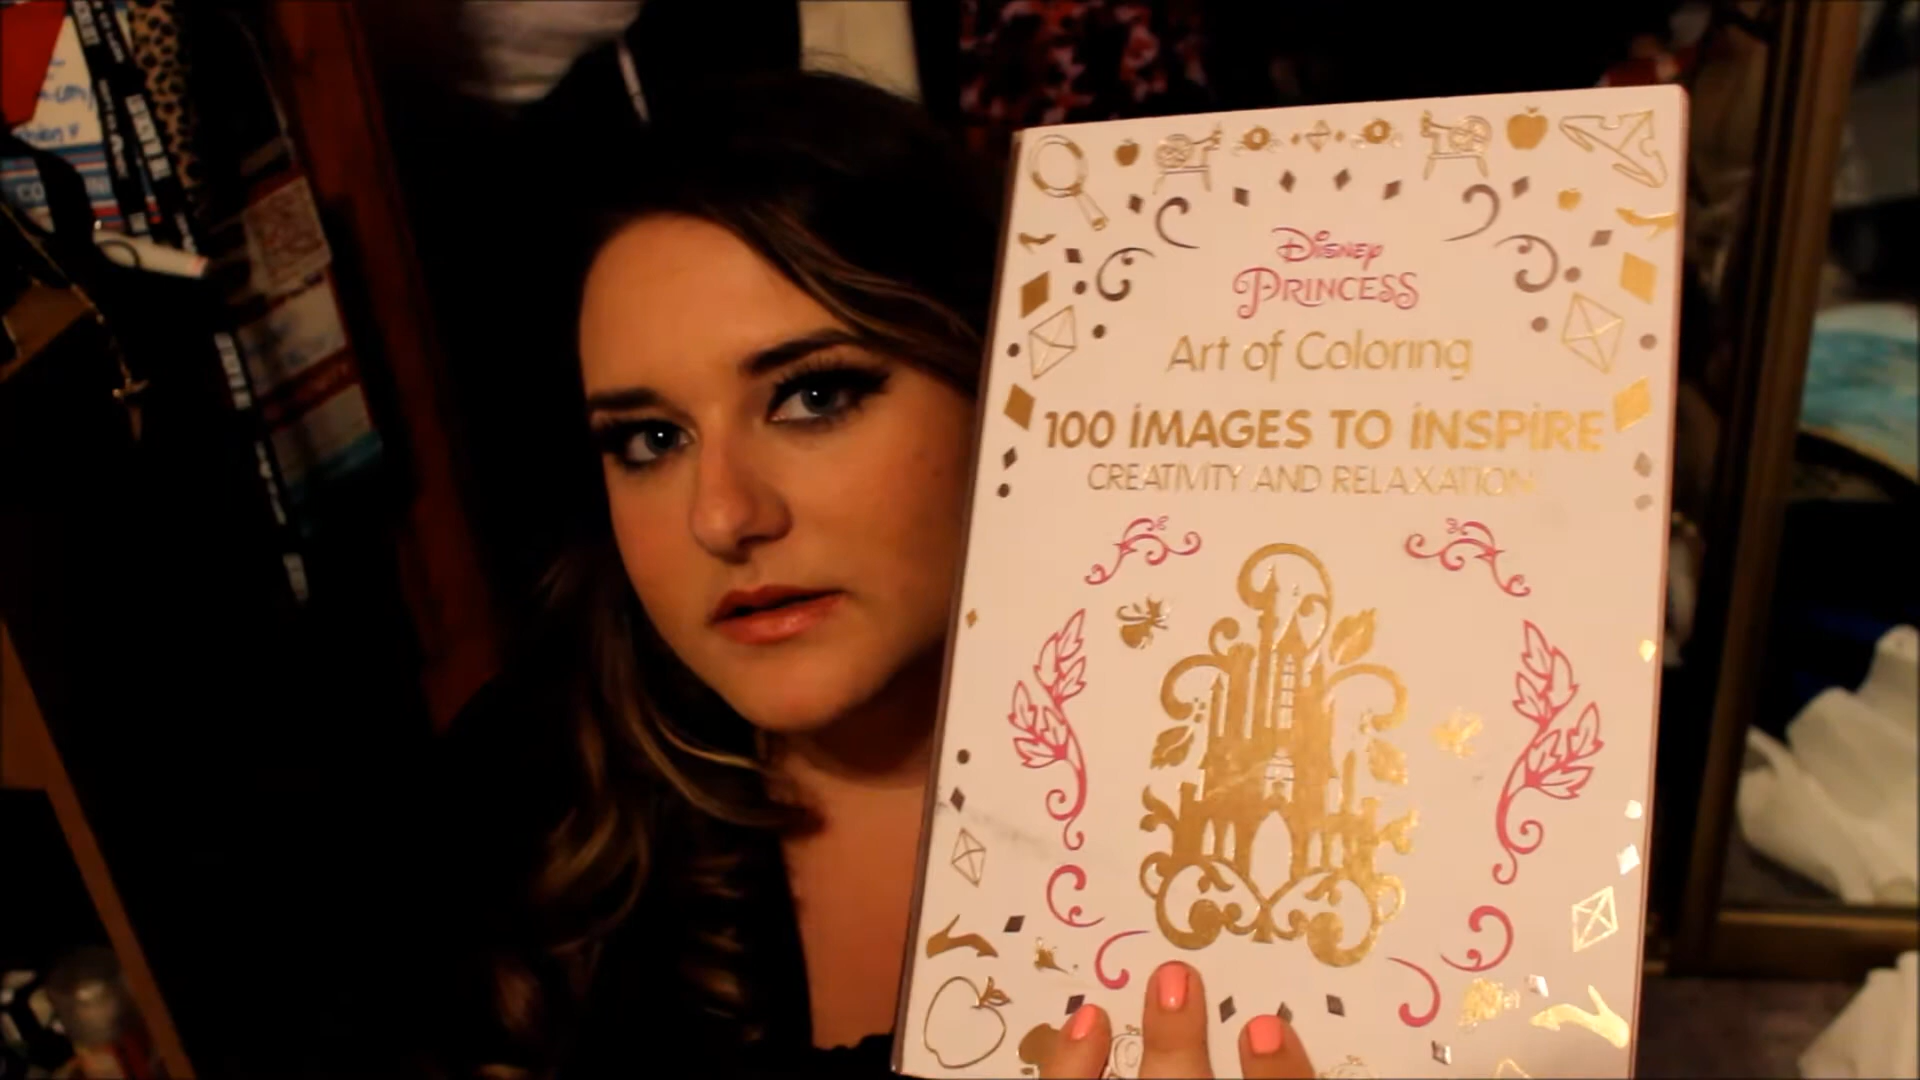 Disney
PRINCESS
Art of Coloring
100 IMAGES TO INSPIRE
CREATIVITY AND RELAXATION